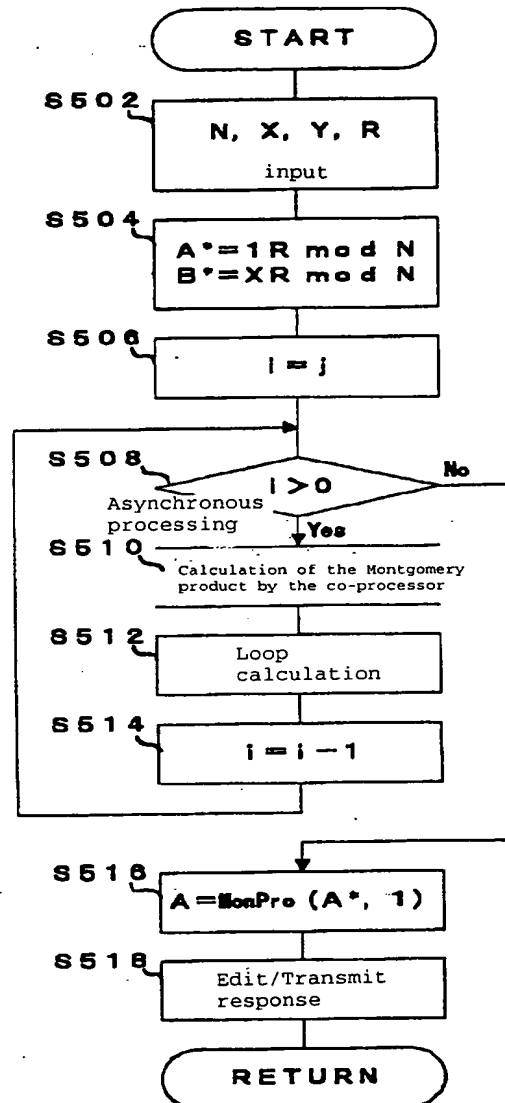 START
S502
N, X, Y, R
input
S504
A*=1R mod N
B*=XR mod N
S506
i=j
S508
i>0
No
Asynchronous
processing
Yes
S510
Calculation of the Montgomery
product by the co-processor
S512
Loop
calculation
S514
i=i-1
S516
A=MonPro (A*, 1)
S518
Edit/Transmit
response
RETURN